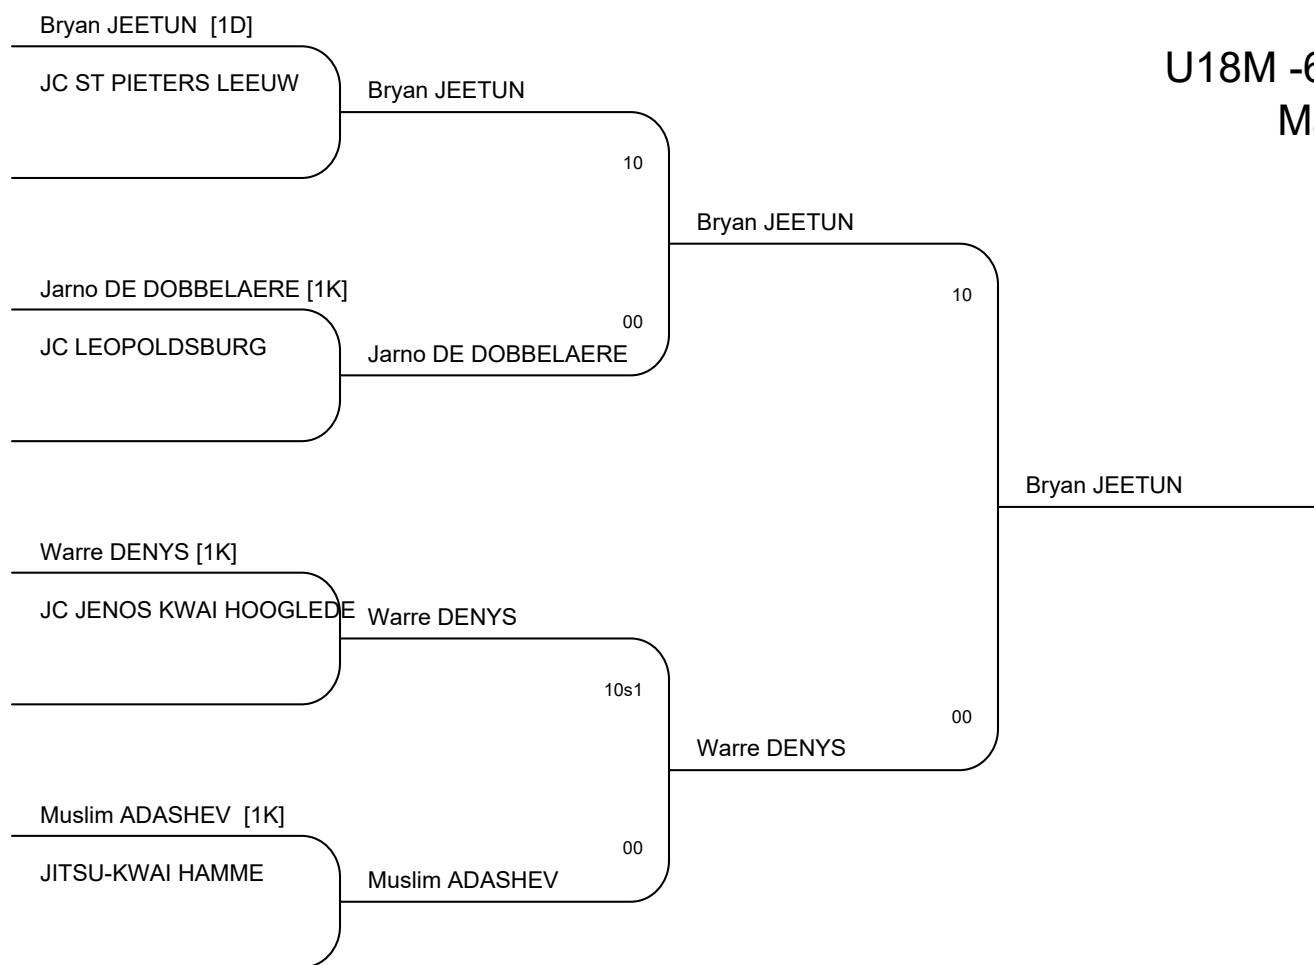 Bryan JEETUN [1D]
JC ST PIETERS LEEUW
Bryan JEETUN
10
U18M -6
M
Bryan JEETUN
10
Jarno DE DOBBELAERE [1K]
JC LEOPOLDSBURG
00
Jarno DE DOBBELAERE
Bryan JEETUN
Warre DENYS [1K]
JC JENOS KWAI HOOGLEDE
Warre DENYS
10s1
00
Warre DENYS
Muslim ADASHEV [1K]
JITSU-KWAI HAMME
00
Muslim ADASHEV